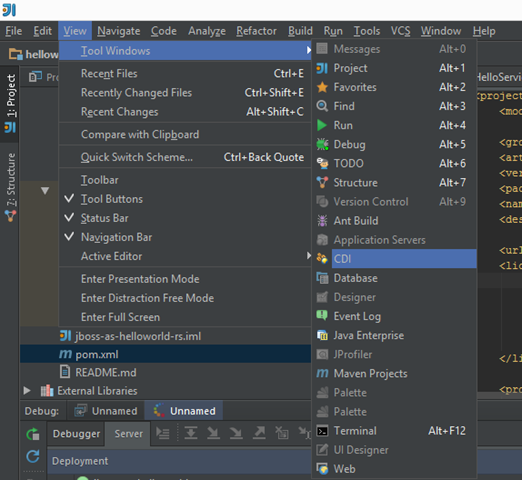 File Edit View Navigate Code Analyze Refactor Build Run Tools VCS Window Help
hellow
Tool Windows
Recent Files Ctrl+E
Recently Changed Files Ctrl+Shift+E
Recent Changes Alt+Shift+C
Compare with Clipboard
Quick Switch Scheme... Ctrl+Back Quote
Toolbar
Tool Buttons
Status Bar
Navigation Bar
Active Editor
Enter Presentation Mode
Enter Distraction Free Mode
Enter Full Screen
Messages Alt+0
Project Alt+1
Favorites Alt+2
Find Alt+3
Run Alt+4
Debug Alt+5
TODO Alt+6
Structure Alt+7
Version Control Alt+9
Ant Build
Application Servers
CDI
Database
Designer
Event Log
Java Enterprise
JProfiler
Maven Projects
Palette
Palette
Terminal Alt+F12
UI Designer
Web
1: Project
7: Structure
Pro
jboss-as-helloworld-rs.iml
pom.xml
README.md
External Libraries
HelloServi
<project
<mod
<gro
<art
<ver
<pac
<nam
<des
<url
<lic
</li
<pro
Debug: Unnamed Unnamed
Debugger Server
Deployment